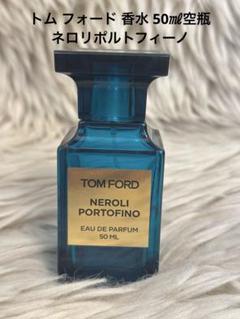 トム フォード 香水 50㎖空瓶
ネロリポルトフィーノ
TOM FORD
NEROLI
PORTOFINO
EAU DE PARFUM
50 ML